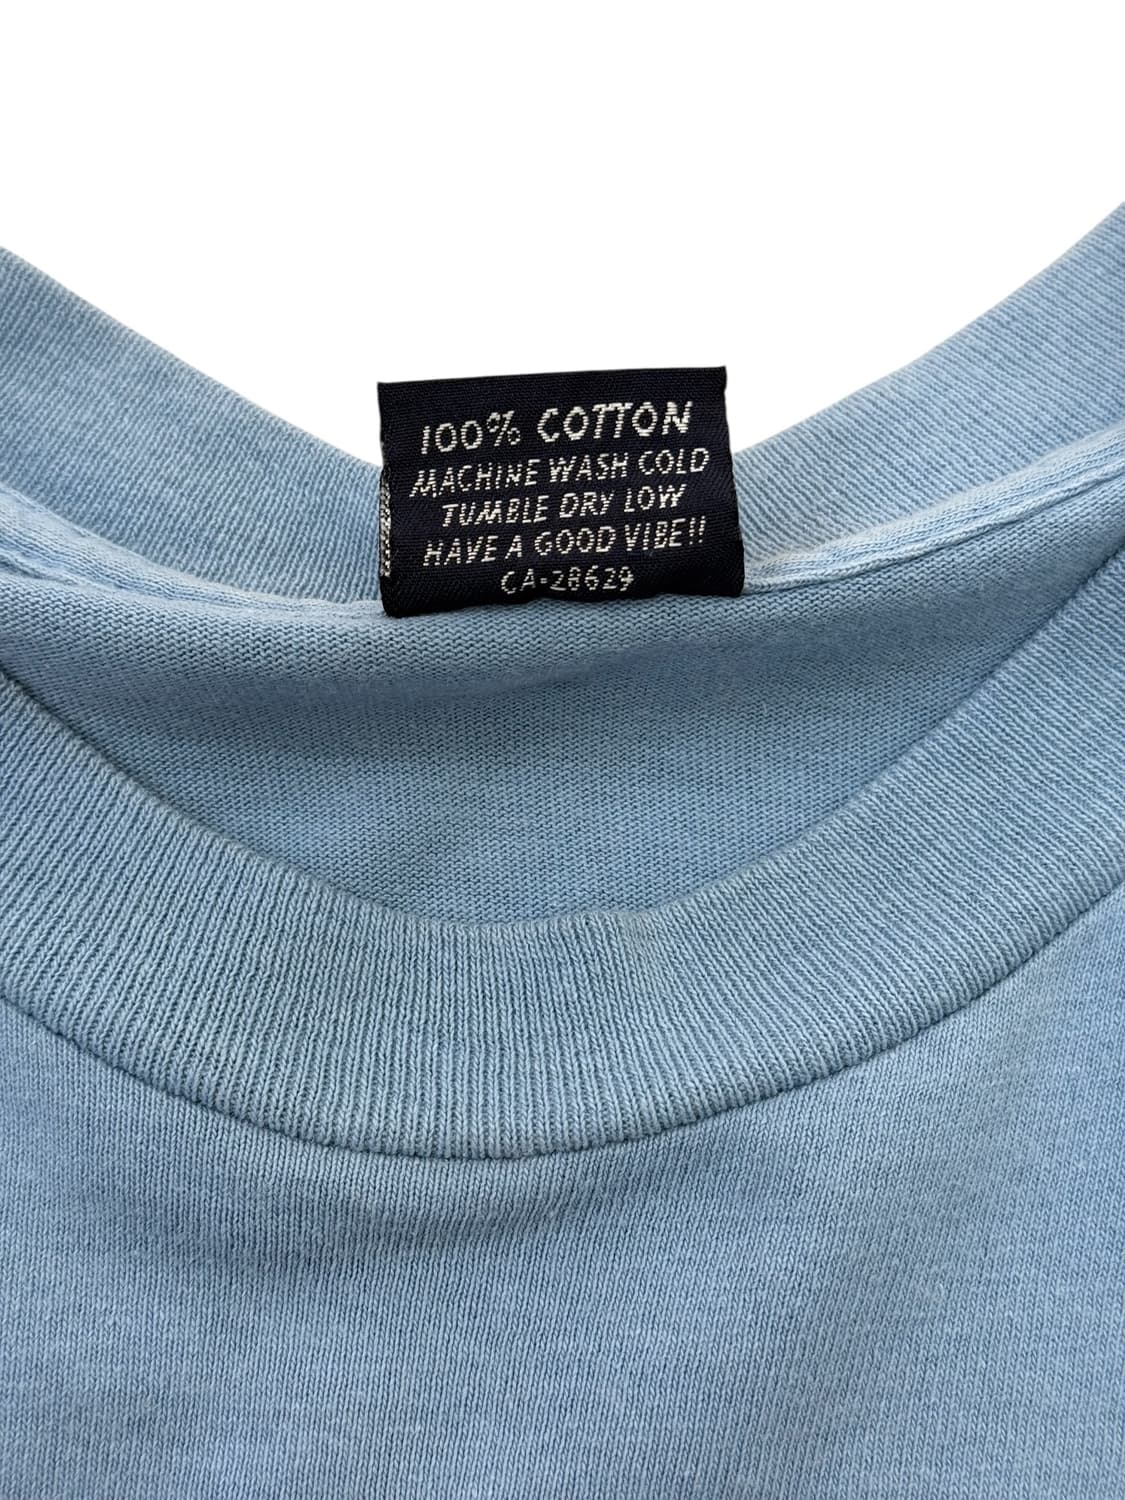 100% COTTON
MACHINE WASH COLD
TUMBLE DRY LOW
HAVE A GOOD VIBE!!
CA-28629